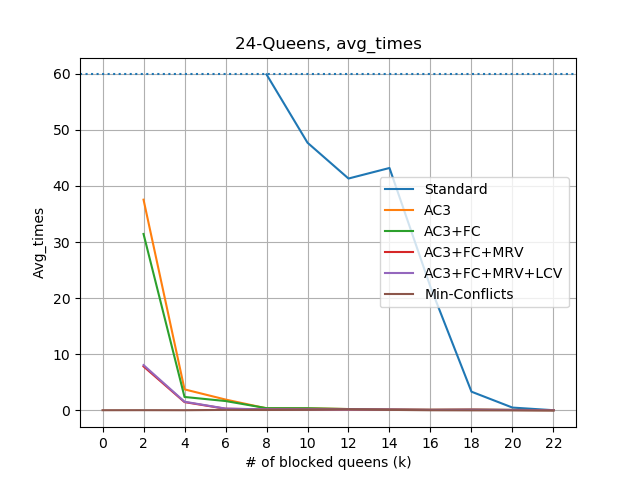 24-Queens, avg_times
Avg_times
60
50
40
30
20
10
0
Standard
AC3
AC3+FC
AC3+FC+MRV
AC3+FC+MRV+LCV
Min-Conflicts
0 2 4 6 8 10 12 14 16 18 20 22
# of blocked queens (k)